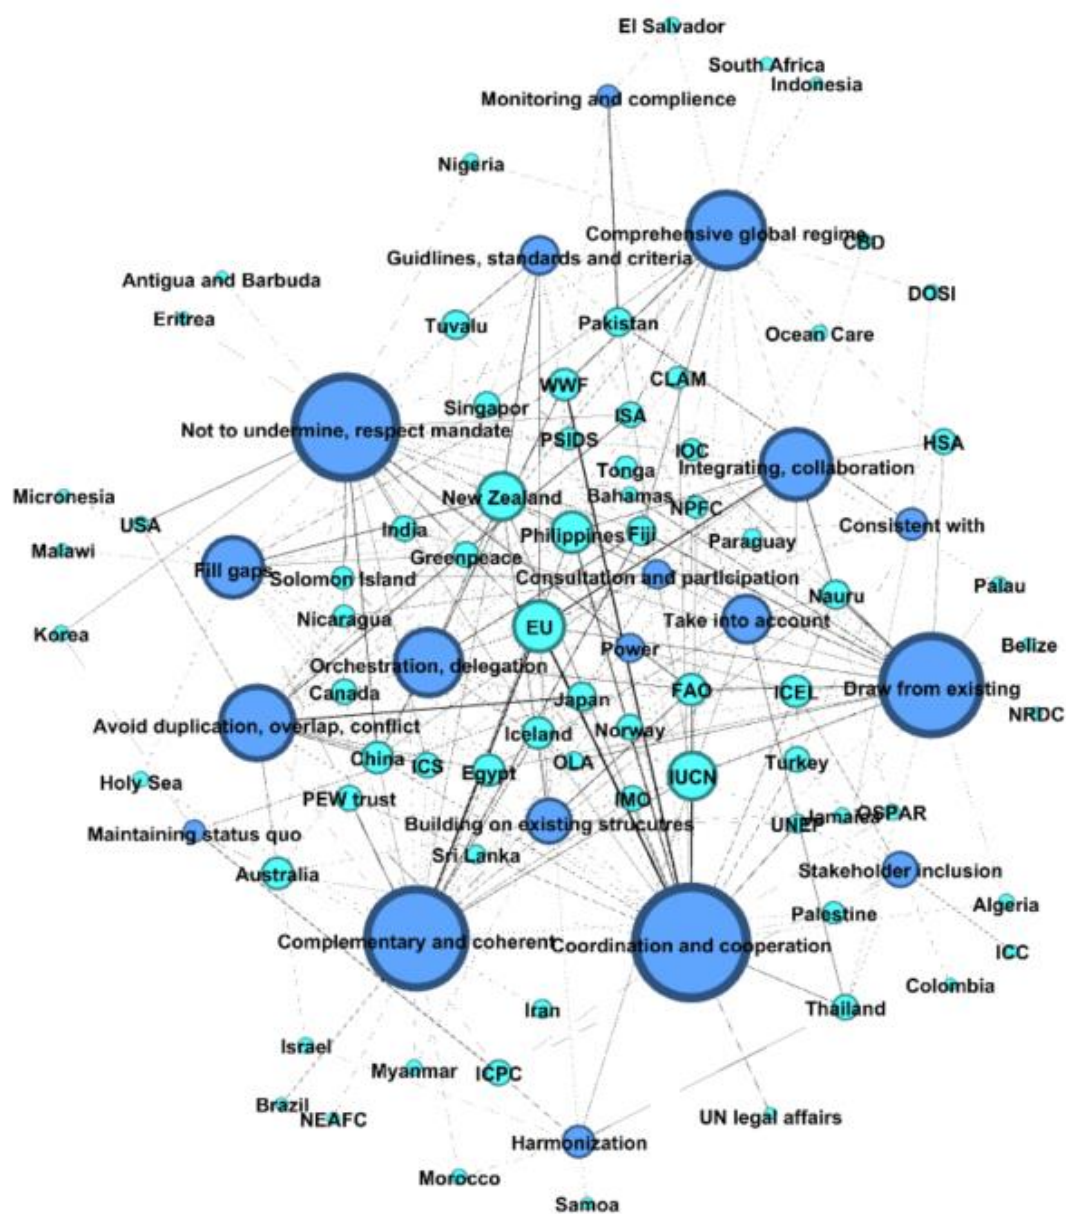 El Salvador
South Africa
Indonesia
Monitoring and complience
Nigeria
Comprehensive global regime
CBD
Guidlines, standards and criteria
Antigua and Barbuda
DOSI
Eritrea
Tuvalu
Pakistan
Ocean Care
WWF
CLAM
Singapor
ISA
Not to undermine, respect mandate
PSIDS
IOC
HSA
Tonga
Integrating, collaboration
Micronesia
New Zealand
Bahamas
NPFC
USA
India
Philippines
Fiji
Paraguay
Consistent with
Malawi
Greenpeace
Fill gaps
Solomon Island
Consultation and participation
Palau
Nauru
Nicaragua
Take into account
EU
Korea
Power
Belize
Orchestration, delegation
Canada
Japan
FAO
ICEL
Draw from existing
NRDC
Avoid duplication, overlap, conflict
Iceland
Norway
China
ICS
Egypt
OLA
IUCN
Turkey
Holy Sea
PEW trust
IMO
Building on existing strucutres
UNEP
Jamaica
OSPAR
Maintaining status quo
Sri Lanka
Australia
Stakeholder inclusion
Algeria
Palestine
Complementary and coherent
Coordination and cooperation
ICC
Colombia
Iran
Thailand
Israel
Myanmar
ICPC
Brazil
NEAFC
UN legal affairs
Harmonization
Morocco
Samoa